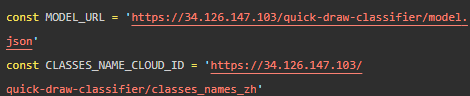 const MODEL_URL = 'https://34.126.147.103/quick-draw-classifier/model.
json'
const CLASSES_NAME_CLOUD_ID = 'https://34.126.147.103/
quick-draw-classifier/classes_names_zh'